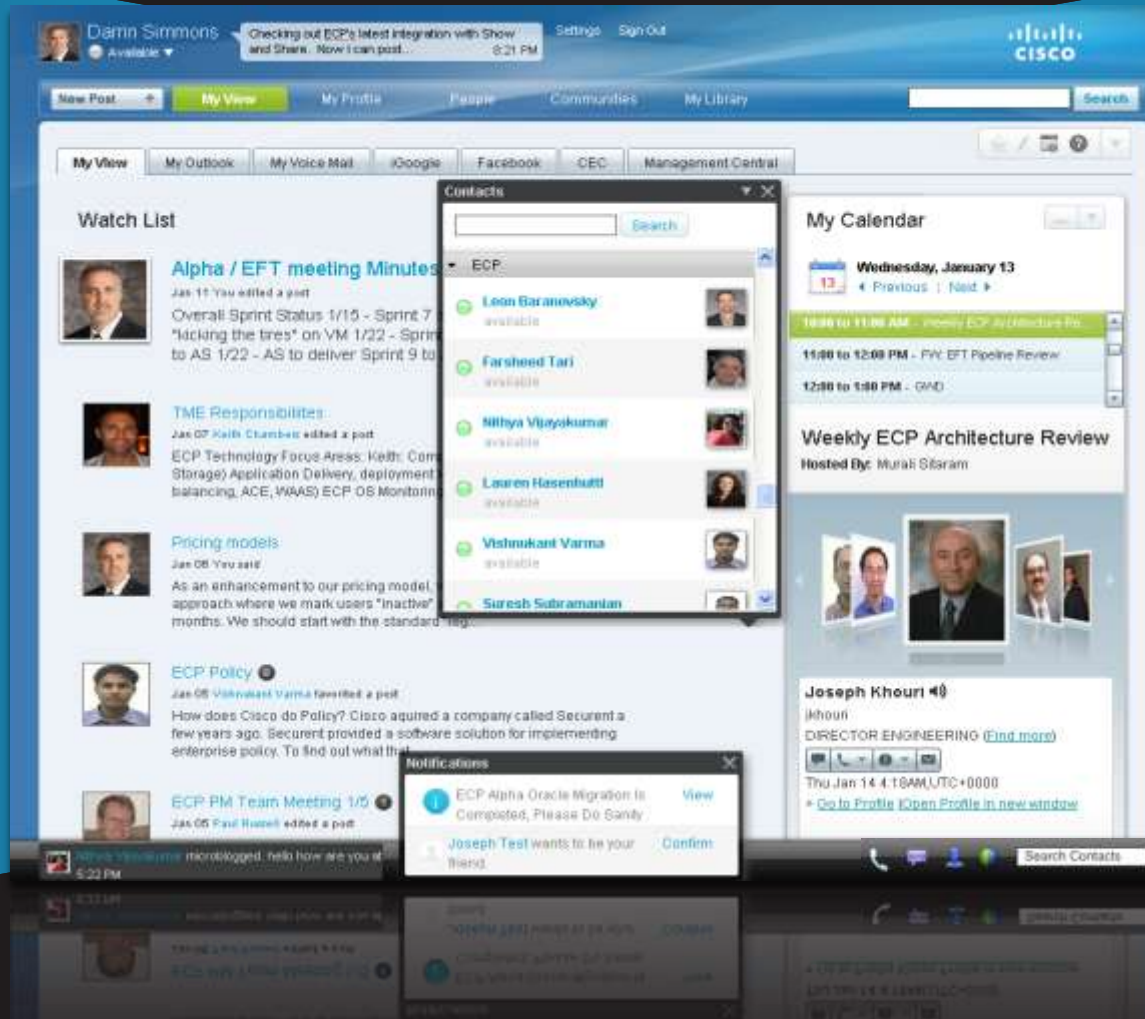 Darrin Simmons
Available
Checking out ECP's latest integration with Show
and Share. Now I can post...
8:21 PM
Settings Sign Out
CISCO
New Post +
My View
My Profile
People
Communities
My Library
Search
My View
My Outlook
My Voice Mail
iGoogle
Facebook
CEC
Management Central
Watch List
Alpha / EFT meeting Minutes
Jan 11 You edited a post
Overall Sprint Status 1/15 - Sprint 7
"kicking the tires" on VM 1/22 - Sprin
to AS 1/22 - AS to deliver Sprint 9 to
TME Responsibilites
Jan 07 Keith Chambers edited a post
ECP Technology Focus Areas: Keith: Com
Storage) Application Delivery, deployment
balancing, ACE, WAAS) ECP OS Monitoring
Pricing models
Jan 06 You said
As an enhancement to our pricing model,
approach where we mark users "inactive"
months. We should start with the standard "reg...
ECP Policy
Jan 05 Vishnukant Varma favorited a post
How does Cisco do Policy? Cisco aquired a company called Securent a
few years ago. Securent provided a software solution for implementing
enterprise policy. To find out what that
ECP PM Team Meeting 1/5
Jan 05 Paul Russell edited a post
Contacts
Search
ECP
Leon Baranovsky
available
Farsheed Tari
available
Nithya Vijayakumar
available
Lauren Hasenhuttl
available
Vishnukant Varma
available
Suresh Subramanian
My Calendar
13
Wednesday, January 13
Previous | Next
10:00 to 11:00 AM - Weekly ECP Architecture Re...
11:00 to 12:00 PM - FW: EFT Pipeline Review
12:00 to 1:00 PM - GWD
Weekly ECP Architecture Review
Hosted By: Murali Sitaram
Joseph Khouri
jkhouri
DIRECTOR ENGINEERING (Find more)
Thu Jan 14 4:18AM,UTC+0000
Go to Profile |Open Profile in new window
Notifications
ECP Alpha Oracle Migration Is
Completed, Please Do Sanity
View
Joseph Test wants to be your
friend.
Confirm
Nithya Vijayakumar microblogged: hello how are you at
5:22 PM
Search Contacts